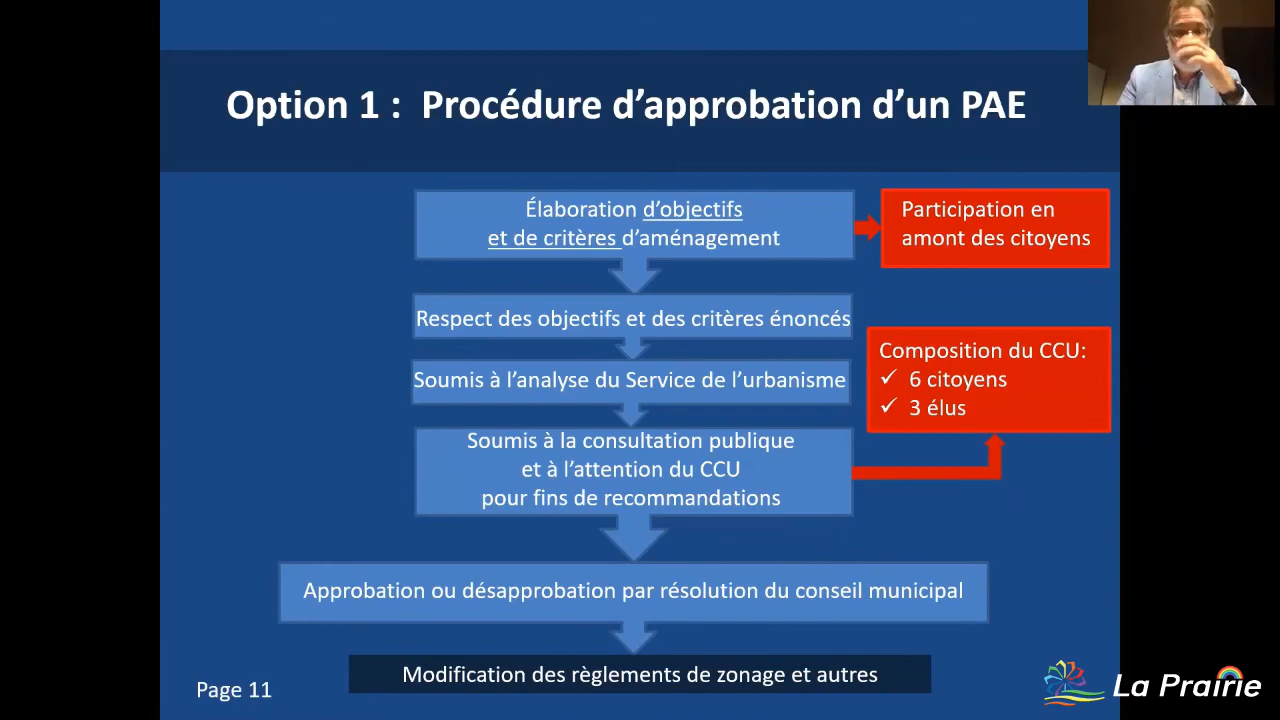 Option 1 : Procédure d’approbation d’un PAE
Élaboration d’objectifs
et de critères d’aménagement
Participation en
amont des citoyens
Respect des objectifs et des critères énoncés
Soumis à l’analyse du Service de l’urbanisme
Composition du CCU:
✓ 6 citoyens
✓ 3 élus
Soumis à la consultation publique
et à l’attention du CCU
pour fins de recommandations
Approbation ou désapprobation par résolution du conseil municipal
Modification des règlements de zonage et autres
Page 11
La Prairie